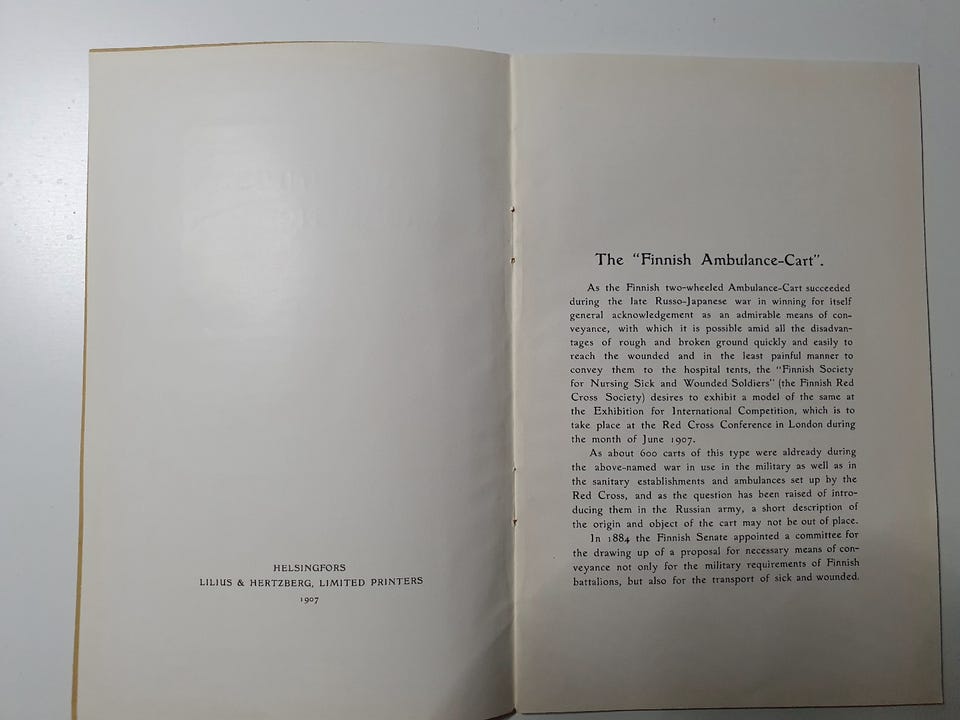 HELSINGFORS
LILIUS & HERTZBERG, LIMITED PRINTERS
1907
The "Finnish Ambulance-Cart".
As the Finnish two-wheeled Ambulance-Cart succeeded
during the late Russo-Japanese war in winning for itself
general acknowledgement as an admirable means of con-
veyance, with which it is possible amid all the disadvan-
tages of rough and broken ground quickly and easily to
reach the wounded and in the least painful manner to
convey them to the hospital tents, the "Finnish Society
for Nursing Sick and Wounded Soldiers" (the Finnish Red
Cross Society) desires to exhibit a model of the same at
the Exhibition for International Competition, which is to
take place at the Red Cross Conference in London during
the month of June 1907.
As about 600 carts of this type were aldready during
the above-named war in use in the military as well as in
the sanitary establishments and ambulances set up by the
Red Cross, and as the question has been raised of intro-
ducing them in the Russian army, a short description of
the origin and object of the cart may not be out of place.
In 1884 the Finnish Senate appointed a committee for
the drawing up of a proposal for necessary means of con-
veyance not only for the military requirements of Finnish
battalions, but also for the transport of sick and wounded.